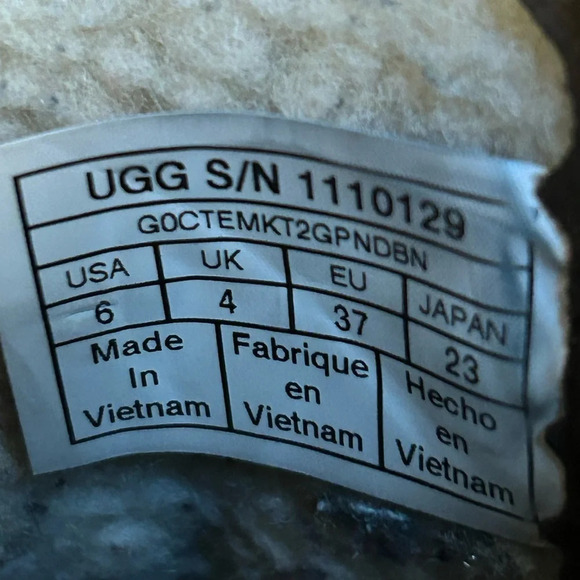 UGG S/N 1110129
G0CTEMKT2GPNDBN
USA UK EU JAPAN
6 4 37 23
Made Fabrique Hecho
In en en
Vietnam Vietnam Vietnam